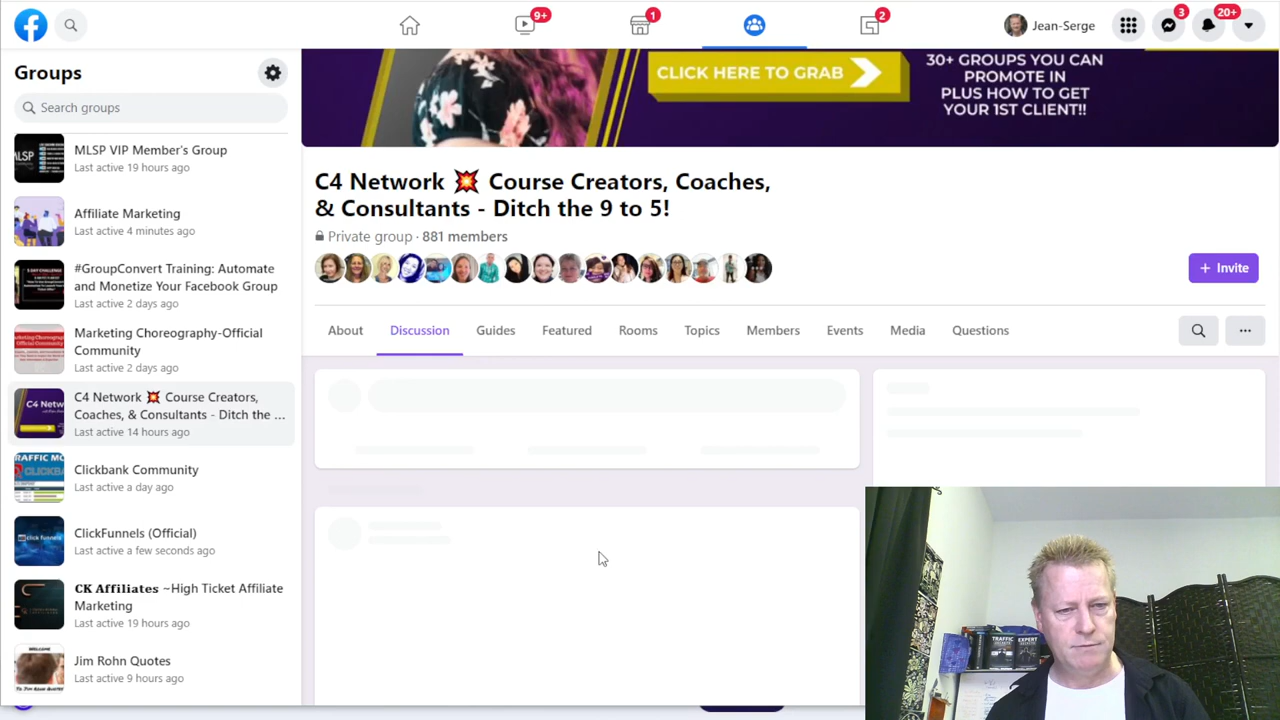 9+
1
2
Jean-Serge
3
20+
Groups
Search groups
MLSP VIP Member's Group
Last active 19 hours ago
Affiliate Marketing
Last active 4 minutes ago
#GroupConvert Training: Automate
and Monetize Your Facebook Group
Last active 2 days ago
Marketing Choreography-Official
Community
Last active 2 days ago
C4 Network 💥 Course Creators,
Coaches, & Consultants - Ditch the ...
Last active 14 hours ago
Clickbank Community
Last active a day ago
ClickFunnels (Official)
Last active a few seconds ago
CK Affiliates ~High Ticket Affiliate
Marketing
Last active 19 hours ago
Jim Rohn Quotes
Last active 9 hours ago
CLICK HERE TO GRAB
30+ GROUPS YOU CAN
PROMOTE IN
PLUS HOW TO GET
YOUR 1ST CLIENT!!
C4 Network 💥 Course Creators, Coaches,
& Consultants - Ditch the 9 to 5!
Private group · 881 members
+ Invite
About
Discussion
Guides
Featured
Rooms
Topics
Members
Events
Media
Questions
TRAFFIC
SECRETS
EXPERT
SECRETS